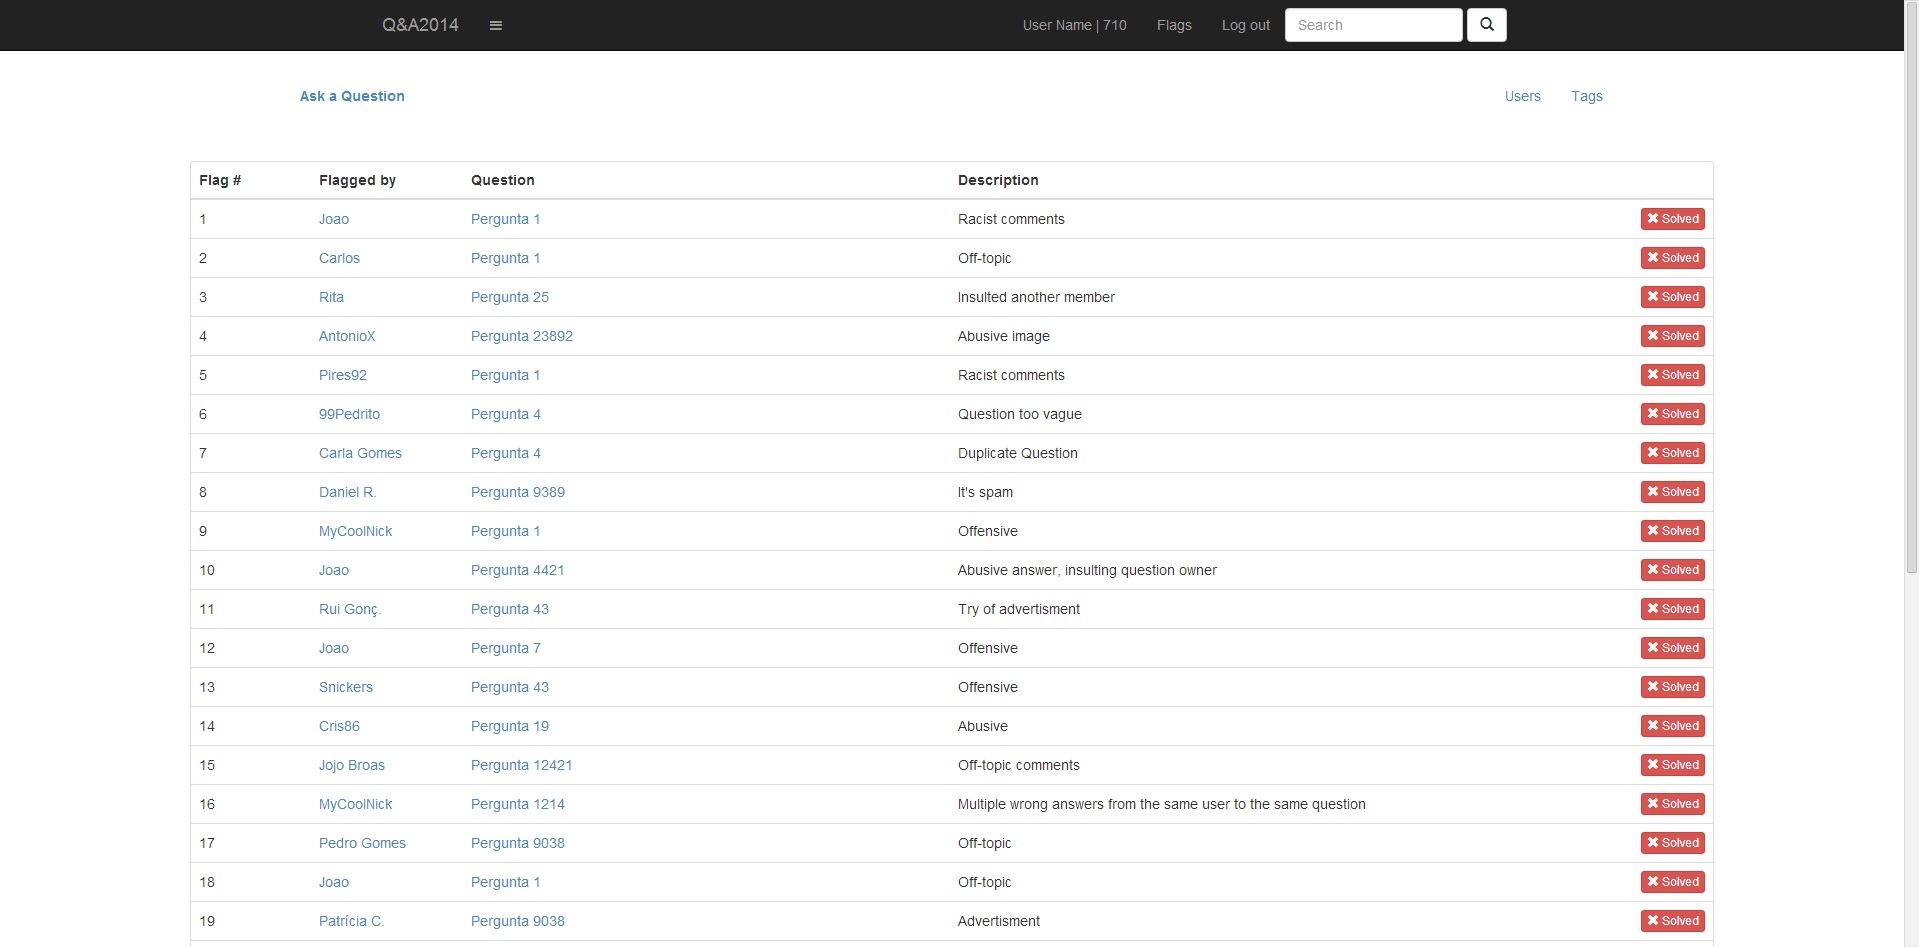 Q&A2014 User Name | 710 Flags Log out Search
Ask a Question Users Tags
Flag # Flagged by Question Description
1 Joao Pergunta 1 Racist comments Solved
2 Carlos Pergunta 1 Off-topic Solved
3 Rita Pergunta 25 Insulted another member Solved
4 AntonioX Pergunta 23892 Abusive image Solved
5 Pires92 Pergunta 1 Racist comments Solved
6 99Pedrito Pergunta 4 Question too vague Solved
7 Carla Gomes Pergunta 4 Duplicate Question Solved
8 Daniel R. Pergunta 9389 It's spam Solved
9 MyCoolNick Pergunta 1 Offensive Solved
10 Joao Pergunta 4421 Abusive answer, insulting question owner Solved
11 Rui Gonç. Pergunta 43 Try of advertisment Solved
12 Joao Pergunta 7 Offensive Solved
13 Snickers Pergunta 43 Offensive Solved
14 Cris86 Pergunta 19 Abusive Solved
15 Jojo Broas Pergunta 12421 Off-topic comments Solved
16 MyCoolNick Pergunta 1214 Multiple wrong answers from the same user to the same question Solved
17 Pedro Gomes Pergunta 9038 Off-topic Solved
18 Joao Pergunta 1 Off-topic Solved
19 Patrícia C. Pergunta 9038 Advertisment Solved